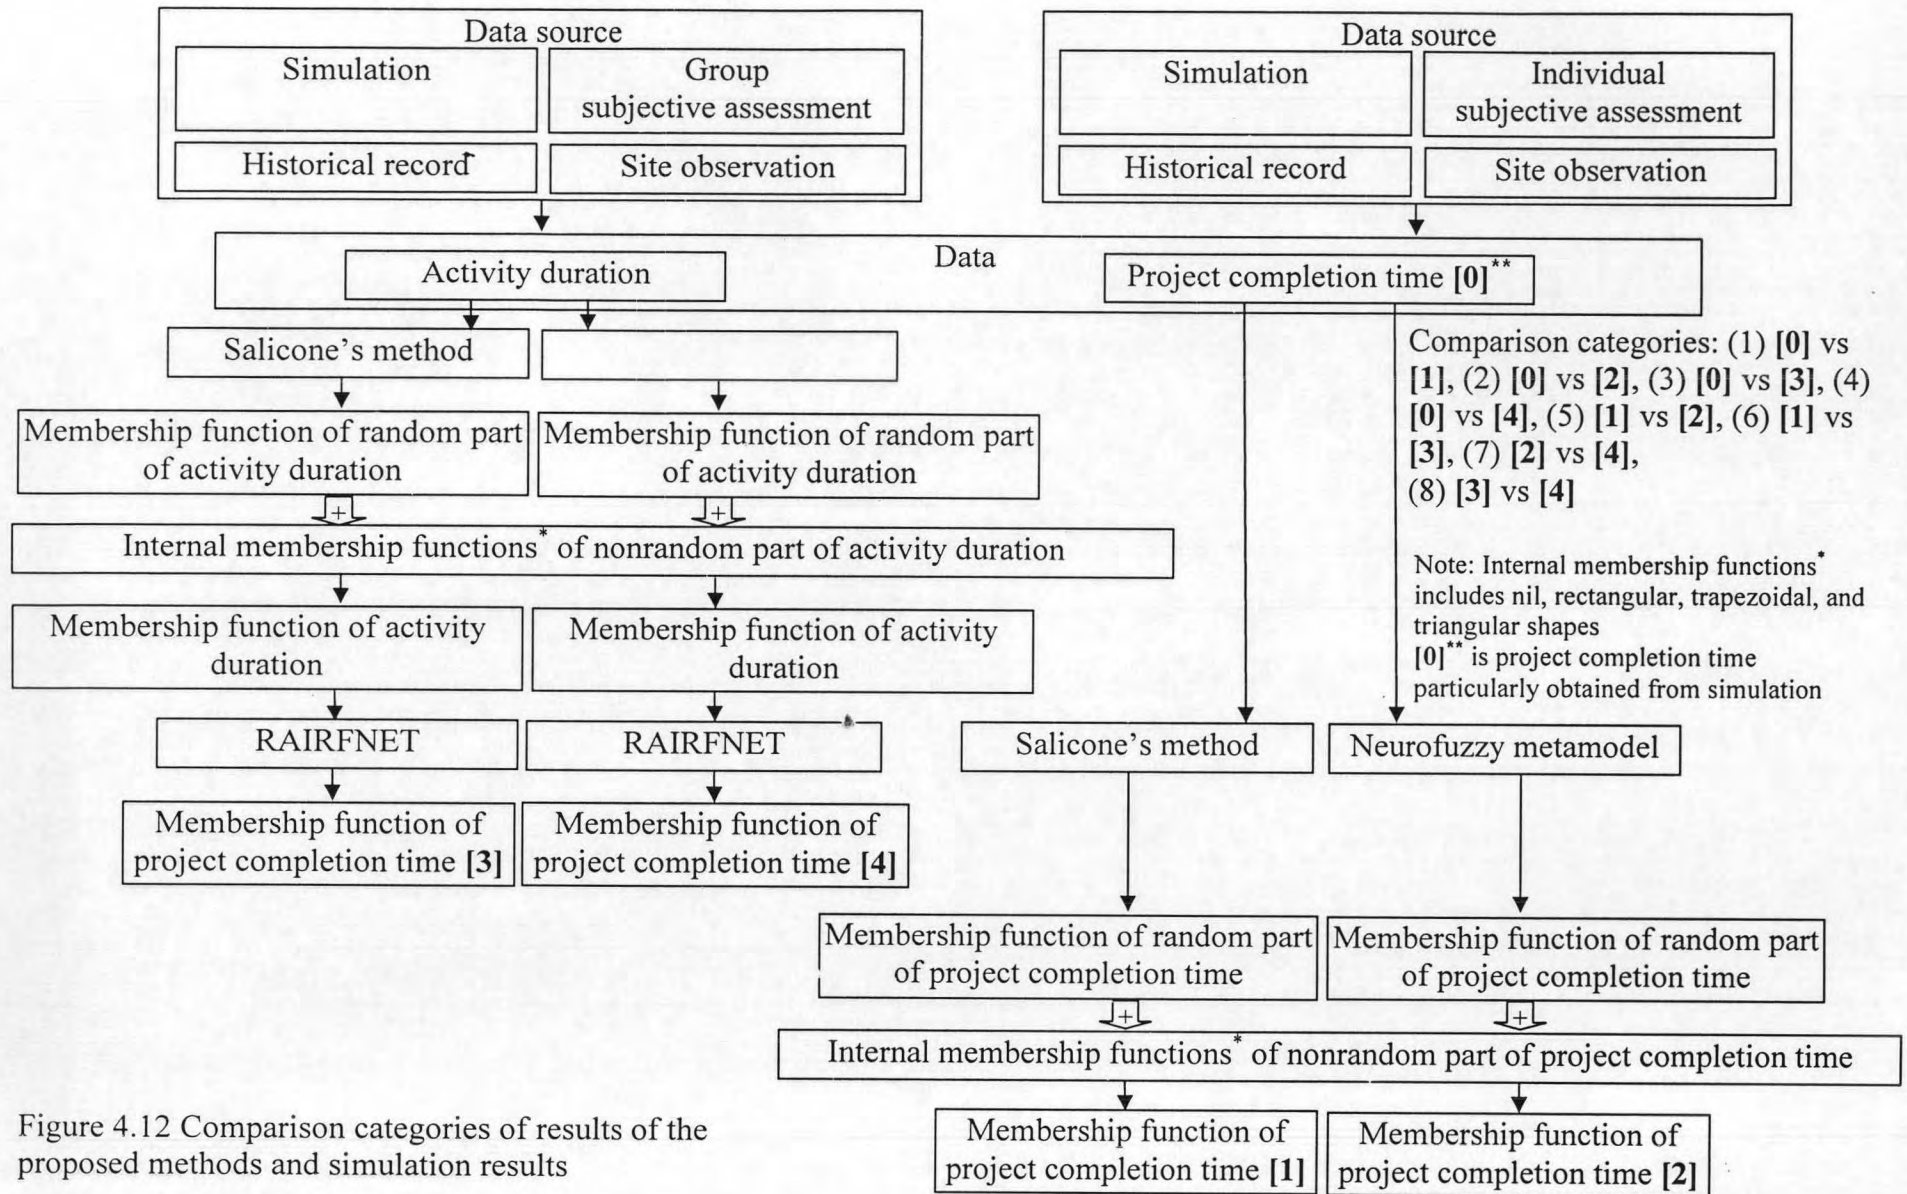 Data source
Simulation
Group
subjective assessment
Historical record
Site observation
Data source
Simulation
Individual
subjective assessment
Historical record
Site observation
Data
Activity duration
Project completion time [0]**
Salicone's method
Membership function of random part
of activity duration
Membership function of random part
of activity duration
+
+
Internal membership functions* of nonrandom part of activity duration
Membership function of activity
duration
Membership function of activity
duration
RAIRFNET
RAIRFNET
Membership function of
project completion time [3]
Membership function of
project completion time [4]
Comparison categories: (1) [0] vs
[1], (2) [0] vs [2], (3) [0] vs [3], (4)
[0] vs [4], (5) [1] vs [2], (6) [1] vs
[3], (7) [2] vs [4],
(8) [3] vs [4]
Note: Internal membership functions*
includes nil, rectangular, trapezoidal, and
triangular shapes
[0]** is project completion time
particularly obtained from simulation
Salicone's method
Neurofuzzy metamodel
Membership function of random part
of project completion time
Membership function of random part
of project completion time
+
+
Internal membership functions* of nonrandom part of project completion time
Membership function of
project completion time [1]
Membership function of
project completion time [2]
Figure 4.12 Comparison categories of results of the
proposed methods and simulation results